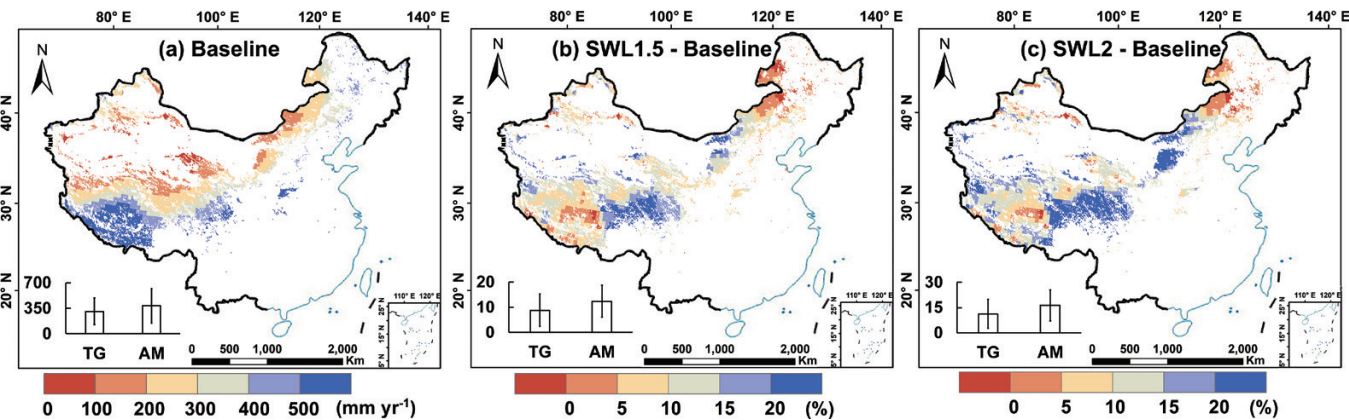 80° E 100° E 120° E 140° E 80° E 100° E 120° E 140° E 80° E 100° E 120° E 140° E
N (a) Baseline N (b) SWL1.5 - Baseline N (c) SWL2 - Baseline
40° N 40° N 40° N
30° N 30° N 30° N
20° N 20° N 20° N
700 20 30
350 10 15
0 0 0
TG AM TG AM TG AM
110° E 120° E 110° E 120° E 110° E 120° E
25° N 25° N 25° N
15° N 15° N 15° N
5° N 5° N 5° N
0 500 1,000 2,000 0 500 1,000 2,000 0 500 1,000 2,000
Km Km Km
0 100 200 300 400 500 (mm yr⁻¹) 0 5 10 15 20 (%) 0 5 10 15 20 (%)